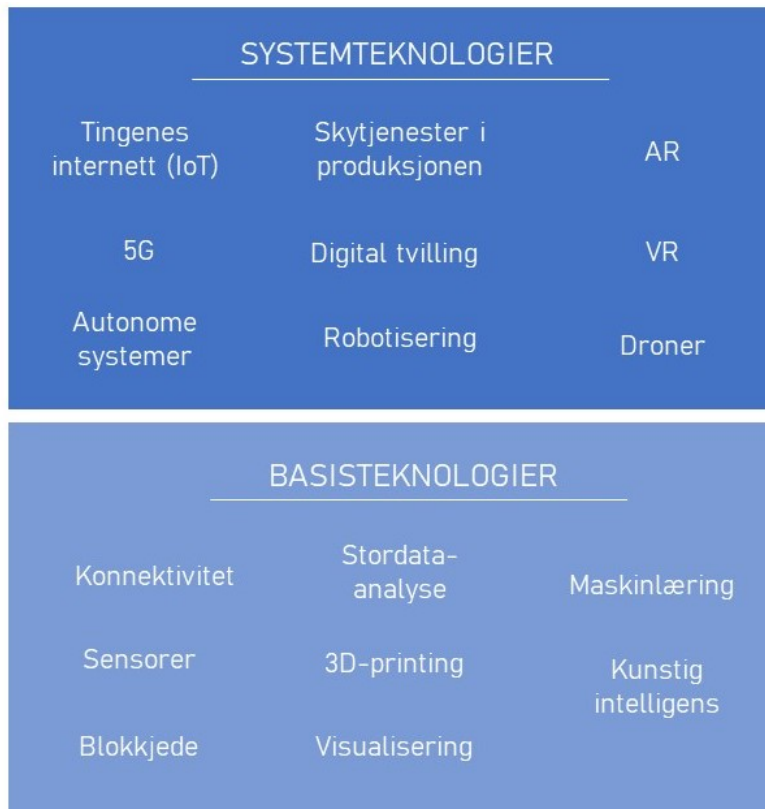 SYSTEMTEKNOLOGIER
Tingenes
internett (IoT)
Skytjenester i
produksjonen
AR
5G
Digital tvilling
VR
Autonome
systemer
Robotisering
Droner
BASISTEKNOLOGIER
Konnektivitet
Stordata-
analyse
Maskinlæring
Sensorer
3D-printing
Kunstig
intelligens
Blokkjede
Visualisering